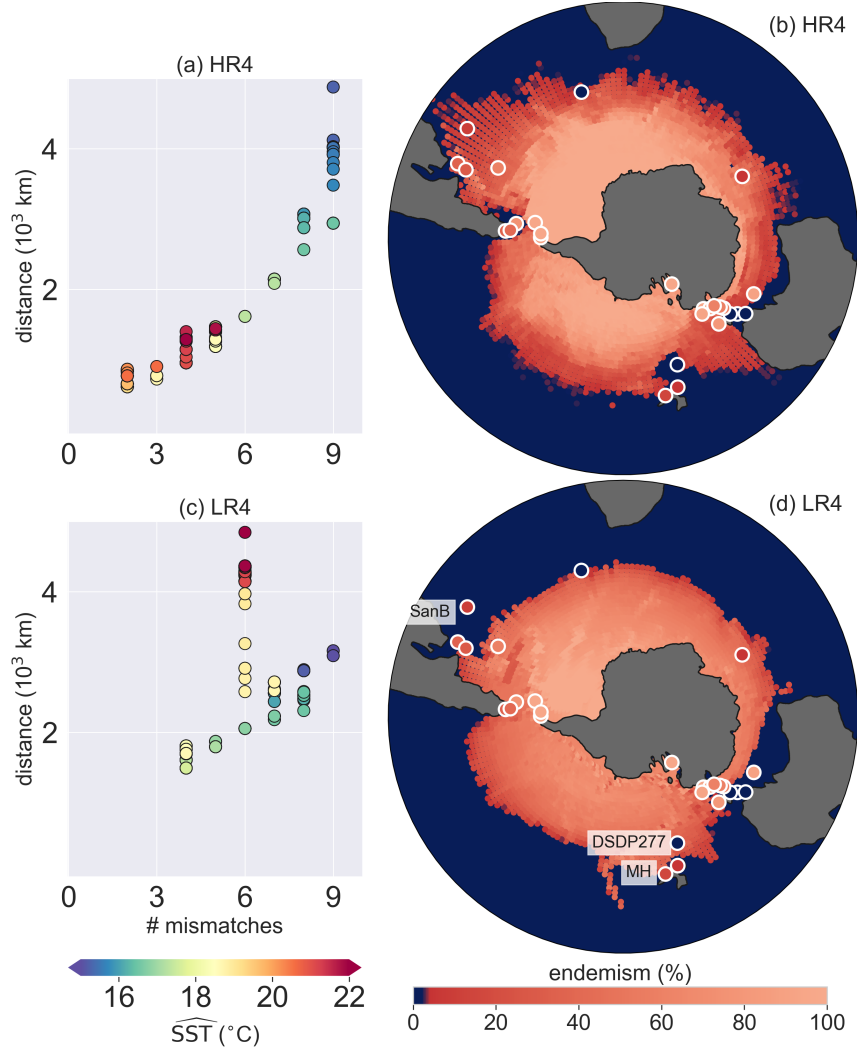 (b) HR4
(a) HR4
4
2
distance (10³ km)
0
3
6
9
(d) LR4
(c) LR4
SanB
4
2
distance (10³ km)
DSDP277
MH
0
3
6
9
# mismatches
16
18
20
22
SST (°C)
endemism (%)
0
20
40
60
80
100